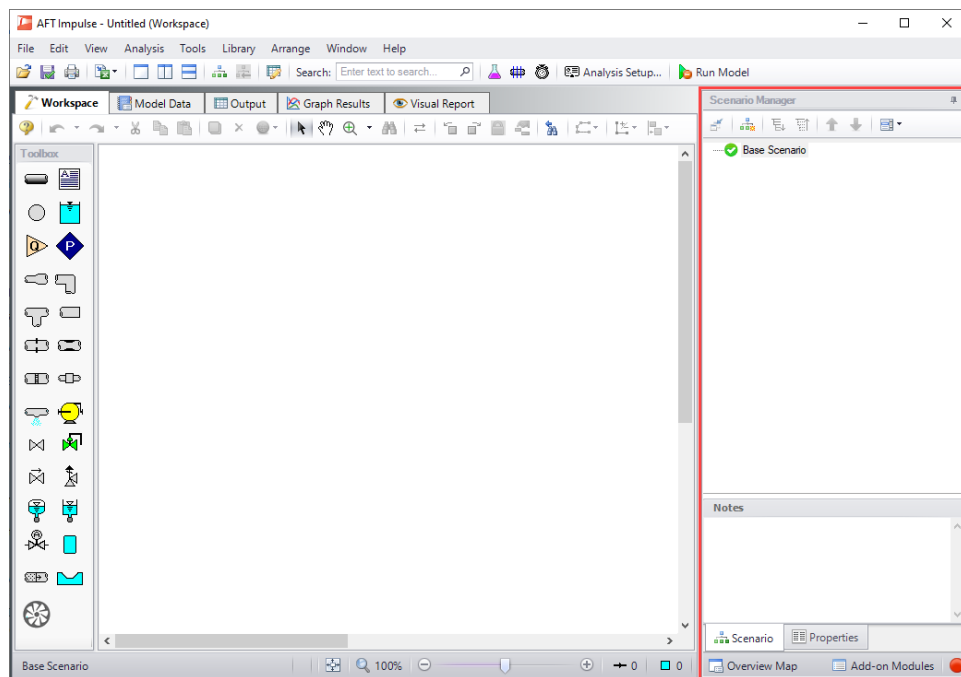 AFT Impulse - Untitled (Workspace)
File Edit View Analysis Tools Library Arrange Window Help
Search: Enter text to search... Analysis Setup... Run Model
Workspace Model Data Output Graph Results Visual Report
Scenario Manager
Toolbox
Base Scenario
A
Q P
Notes
Scenario Properties
Base Scenario 100% 0 0 Overview Map Add-on Modules